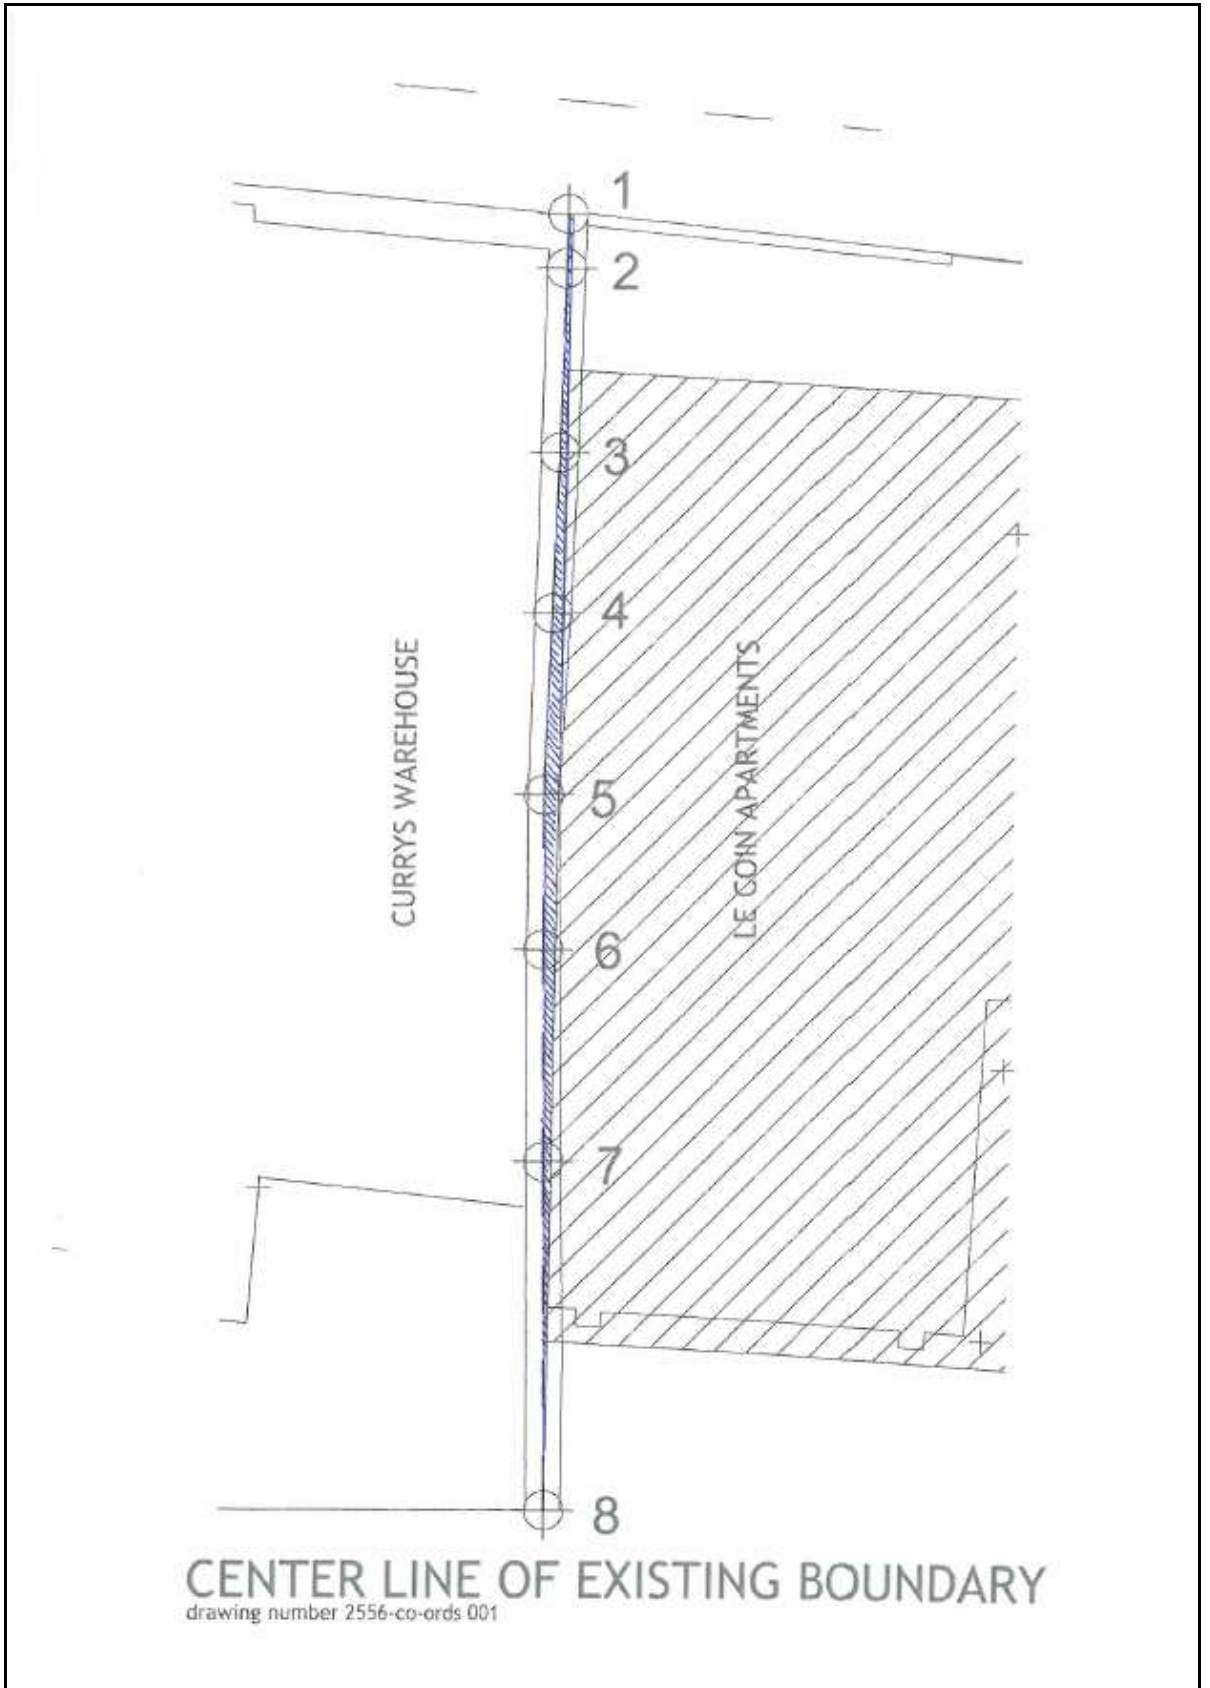 1
2
3
4
CURRYS WAREHOUSE
LE GOIN APARTMENTS
5
6
7
8
CENTER LINE OF EXISTING BOUNDARY
drawing number 2556-co-ords 001